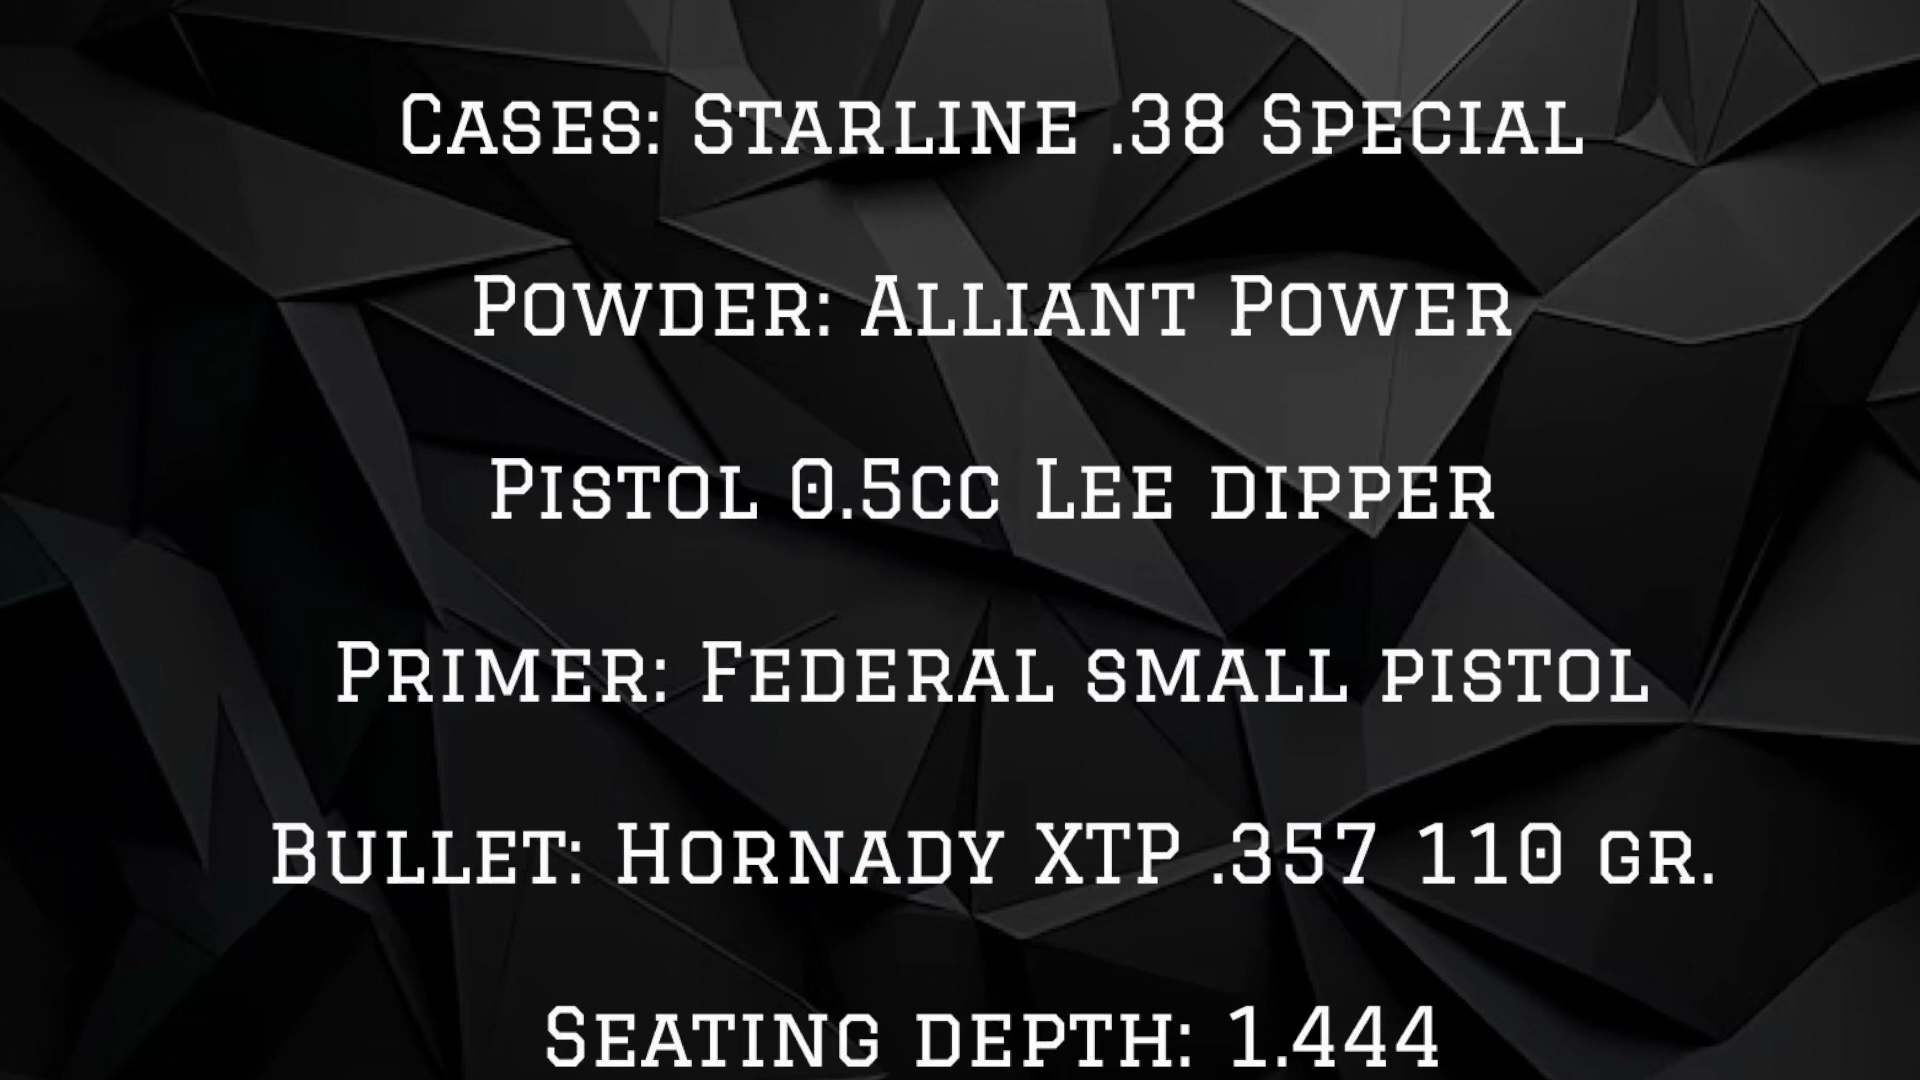 Cases: Starline .38 Special
Powder: Alliant Power
Pistol 0.5cc Lee dipper
Primer: Federal small pistol
Bullet: Hornady XTP .357 110 gr.
Seating depth: 1.444